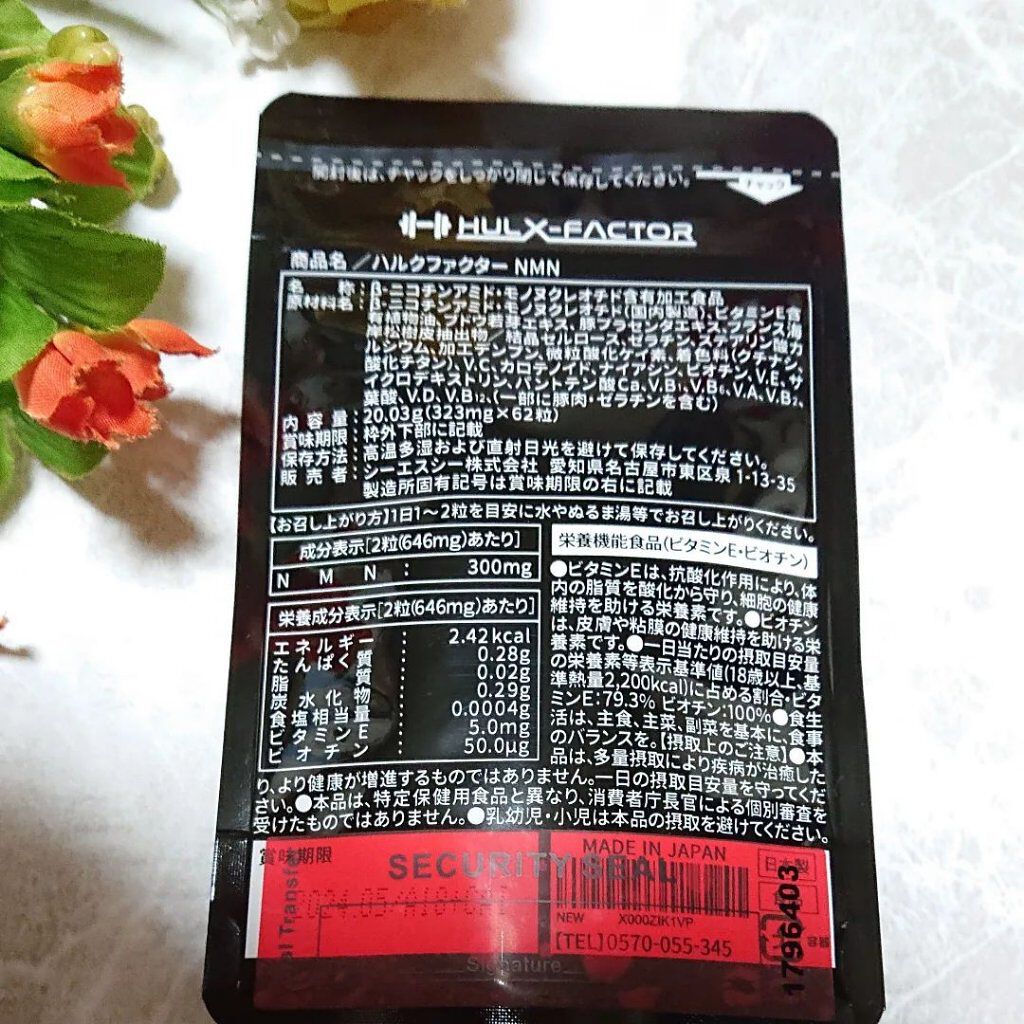 開封後は、チャックをしっかり閉じて保存してください。
チャック
HULX-FACTOR
商品名／ハルクファクター NMN
名称:β-ニコチンアミド・モノヌクレオチド含有加工食品
原材料名:β-ニコチンアミド・モノヌクレオチド(国内製造)、ビタミンE含
有植物油、ブドウ若芽エキス、豚プラセンタエキス、フランス海
岸松樹皮抽出物／結晶セルロース、ゼラチン、ステアリン酸カ
ルシウム、加工デンプン、微粒酸化ケイ素、着色料(クチナシ、
酸化チタン)、V.C、カロテノイド、ナイアシン、ビオチン、V.E、サ
イクロデキストリン、パントテン酸Ca、V.B₁、V.B₆、V.A、V.B₂、
葉酸、V.D、V.B₁₂、(一部に豚肉・ゼラチンを含む)
内容量:20.03g(323mg×62粒)
賞味期限:枠外下部に記載
保存方法:高温多湿および直射日光を避けて保存してください。
販売者:シーエスシー株式会社 愛知県名古屋市東区泉1-13-35
製造所固有記号は賞味期限の右に記載
【お召し上がり方】1日1〜2粒を目安に水やぬるま湯等でお召し上がりください。
成分表示[2粒(646mg)あたり]
NMN:300mg
栄養成分表示[2粒(646mg)あたり]
エネルギー:2.42kcal
たんぱく質:0.28g
脂質:0.02g
炭水化物:0.29g
食塩相当量:0.0004g
ビタミンE:5.0mg
ビオチン:50.0μg
栄養機能食品(ビタミンE・ビオチン)
●ビタミンEは、抗酸化作用により、体
内の脂質を酸化から守り、細胞の健康
維持を助ける栄養素です。●ビオチン
は、皮膚や粘膜の健康維持を助ける栄
養素です。●一日当たりの摂取目安量
の栄養素等表示基準値(18歳以上、基
準熱量2,200kcal)に占める割合・ビタ
ミンE:79.3% ビオチン:100%●食生
活は、主食、主菜、副菜を基本に、食事
のバランスを。【摂取上のご注意】●本
品は、多量摂取により疾病が治癒した
り、より健康が増進するものではありません。一日の摂取目安量を守ってくだ
さい。●本品は、特定保健用食品と異なり、消費者庁長官による個別審査を
受けたものではありません。●乳幼児・小児は本品の摂取を避けてください。
賞味期限
SECURITY SEAL
MADE IN JAPAN
日本製
NEW X000ZIK1VP
【TEL】0570-055-345
Signature
1796403